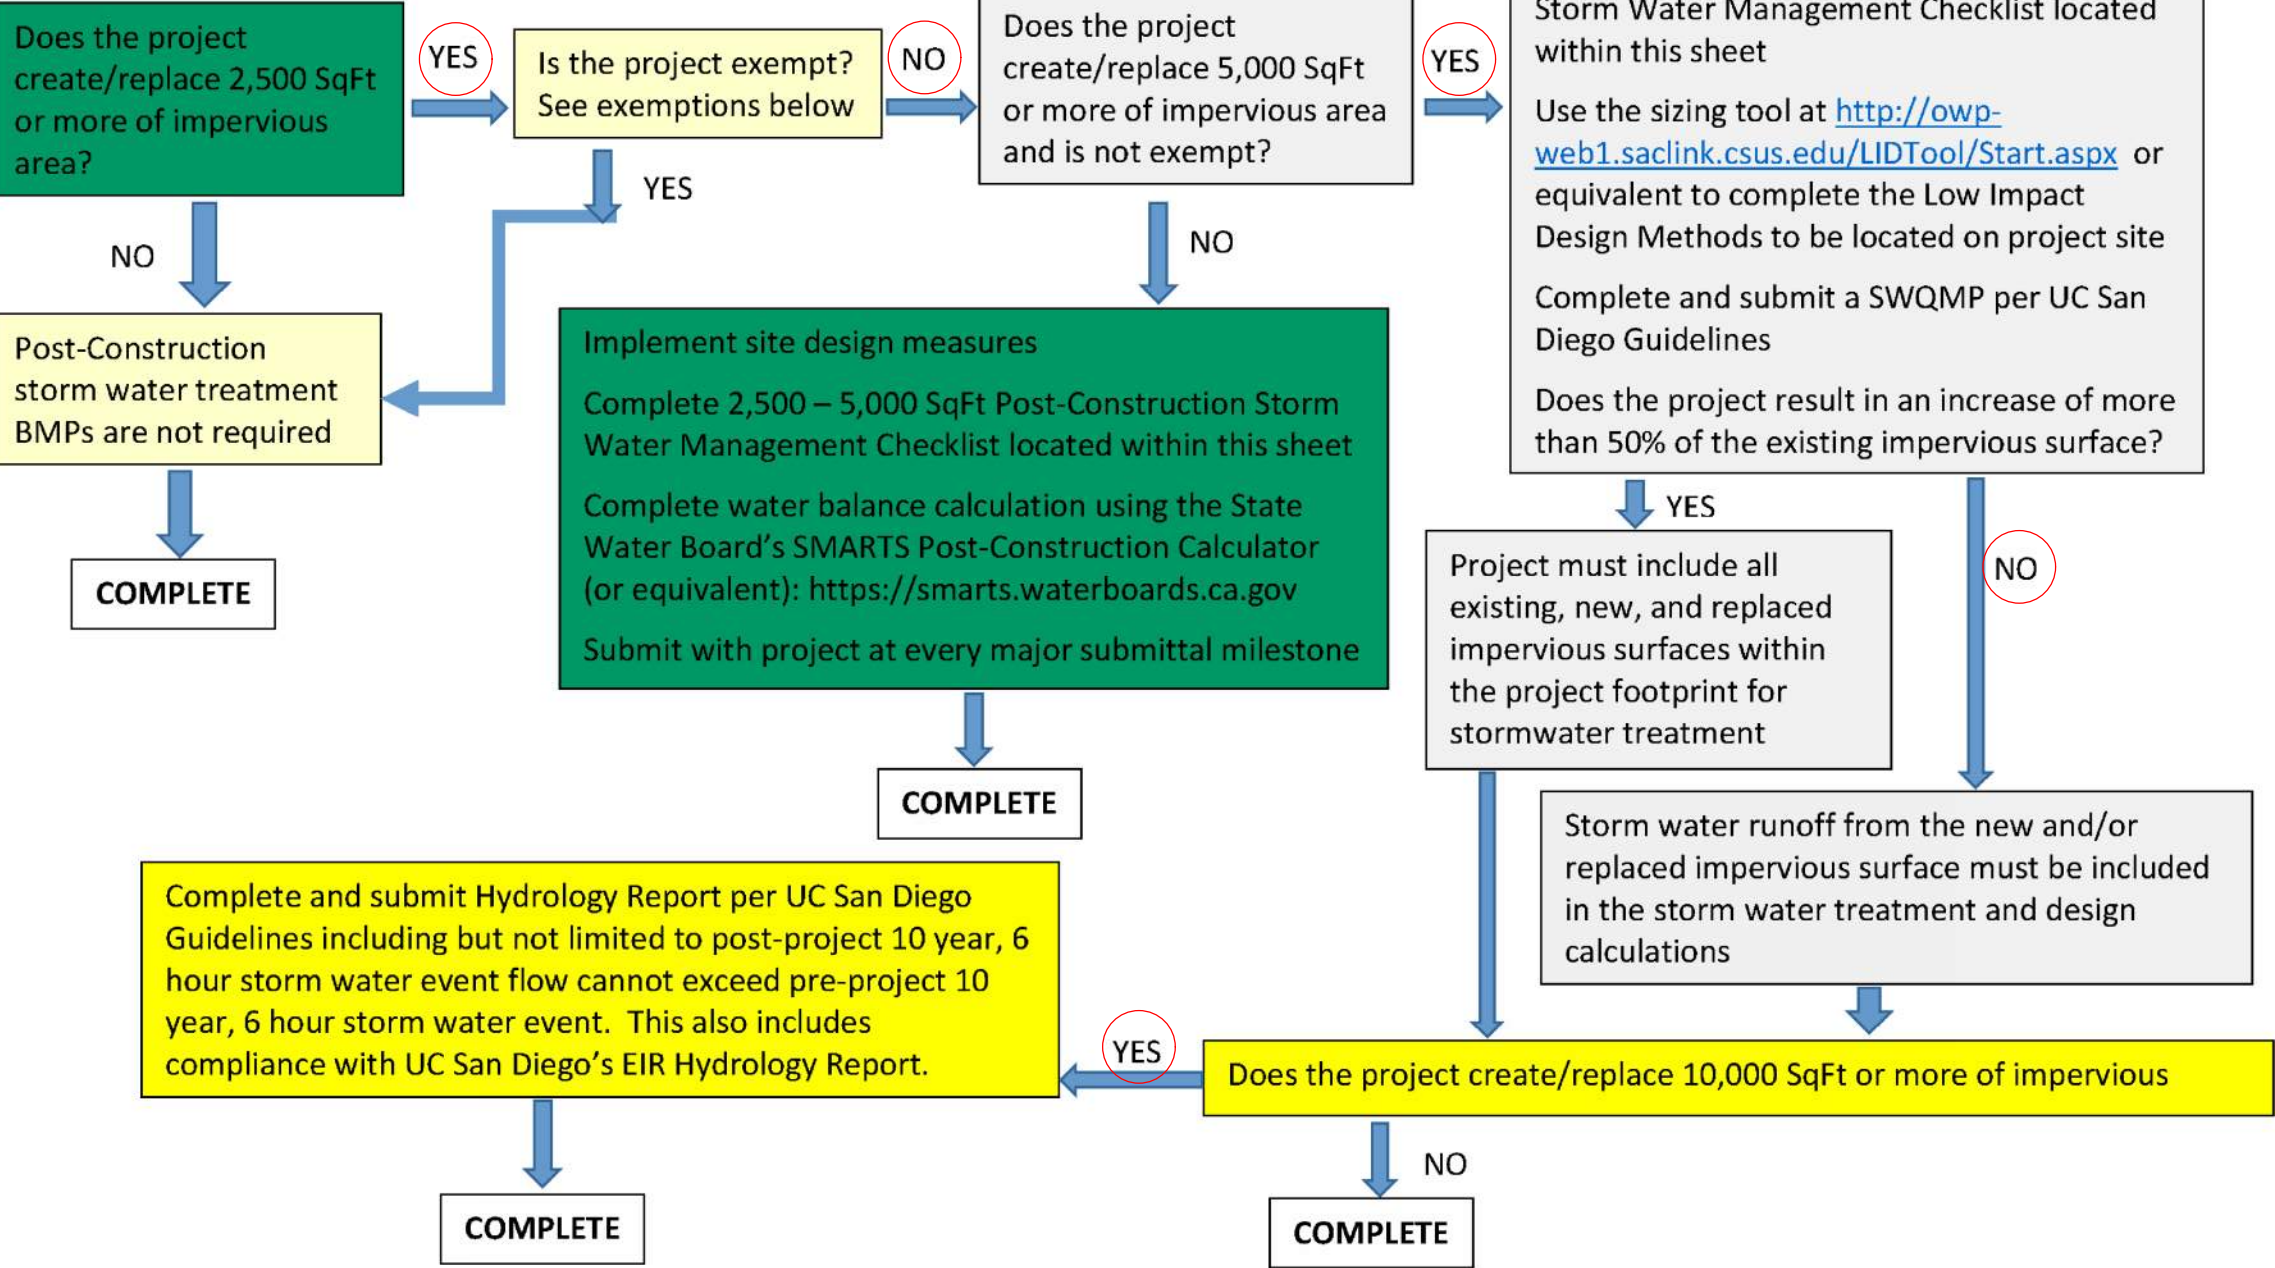 Does the project
create/replace 2,500 SqFt
or more of impervious
area?
YES
Is the project exempt?
See exemptions below
NO
Does the project
create/replace 5,000 SqFt
or more of impervious area
and is not exempt?
YES
Storm Water Management Checklist located
within this sheet
Use the sizing tool at http://owp-
web1.saclink.csus.edu/LIDTool/Start.aspx or
equivalent to complete the Low Impact
Design Methods to be located on project site
Complete and submit a SWQMP per UC San
Diego Guidelines
Does the project result in an increase of more
than 50% of the existing impervious surface?
NO
YES
NO
Post-Construction
storm water treatment
BMPs are not required
COMPLETE
Implement site design measures
Complete 2,500 – 5,000 SqFt Post-Construction Storm
Water Management Checklist located within this sheet
Complete water balance calculation using the State
Water Board's SMARTS Post-Construction Calculator
(or equivalent): https://smarts.waterboards.ca.gov
Submit with project at every major submittal milestone
COMPLETE
YES
NO
Project must include all
existing, new, and replaced
impervious surfaces within
the project footprint for
stormwater treatment
Storm water runoff from the new and/or
replaced impervious surface must be included
in the storm water treatment and design
calculations
Does the project create/replace 10,000 SqFt or more of impervious
YES
Complete and submit Hydrology Report per UC San Diego
Guidelines including but not limited to post-project 10 year, 6
hour storm water event flow cannot exceed pre-project 10
year, 6 hour storm water event.  This also includes
compliance with UC San Diego's EIR Hydrology Report.
COMPLETE
NO
COMPLETE